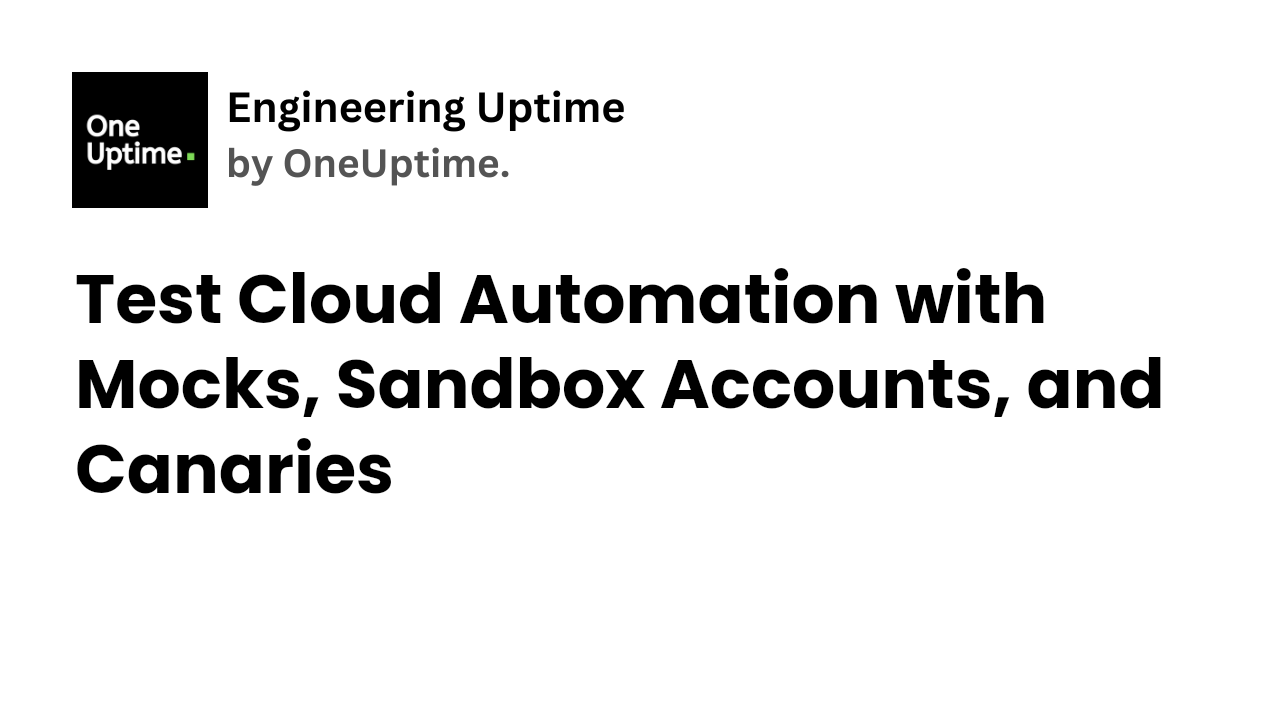 One
Uptime.
Engineering Uptime
by OneUptime.
Test Cloud Automation with
Mocks, Sandbox Accounts, and
Canaries